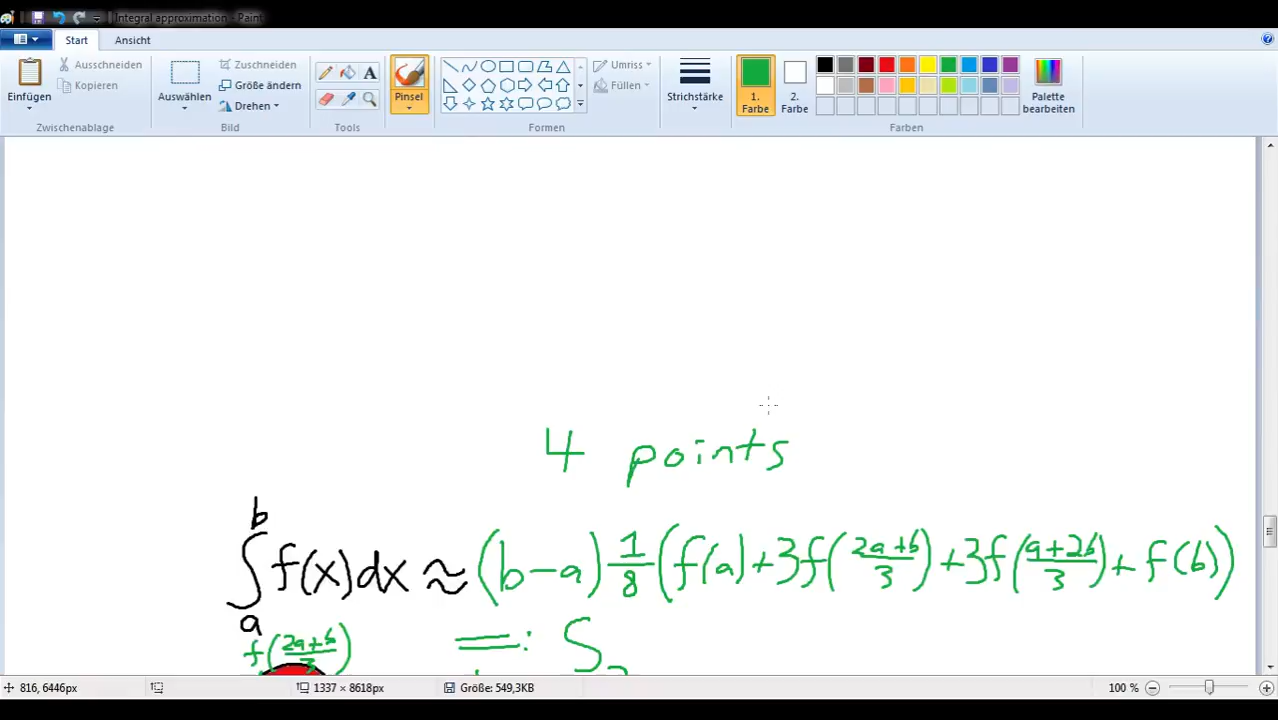 Integral approximation - Paint
Start Ansicht
Einfügen
Ausschneiden
Kopieren
Zwischenablage
Auswählen
Zuschneiden
Größe ändern
Drehen
Bild
A
Tools
Pinsel
Umriss
Füllen
Formen
Strichstärke
1. Farbe
2. Farbe
Palette bearbeiten
Farben
4 points
∫_a^b f(x)dx ≈ (b-a) 1/8 (f(a)+3f((2a+b)/3)+3f((a+2b)/3)+f(b))
f((2a+b)/3) =: S
816, 6446px 1337 × 8618px Größe: 549,3KB 100 %